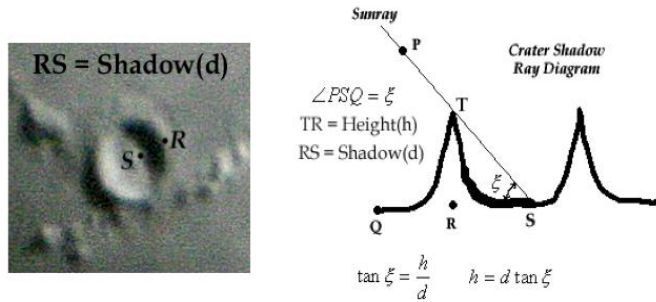 RS = Shadow(d)
R
S
Sunray
P
Crater Shadow
Ray Diagram
∠PSQ = ξ
TR = Height(h)
RS = Shadow(d)
T
ξ
Q
R
S
tan ξ = h/d
h = d tan ξ